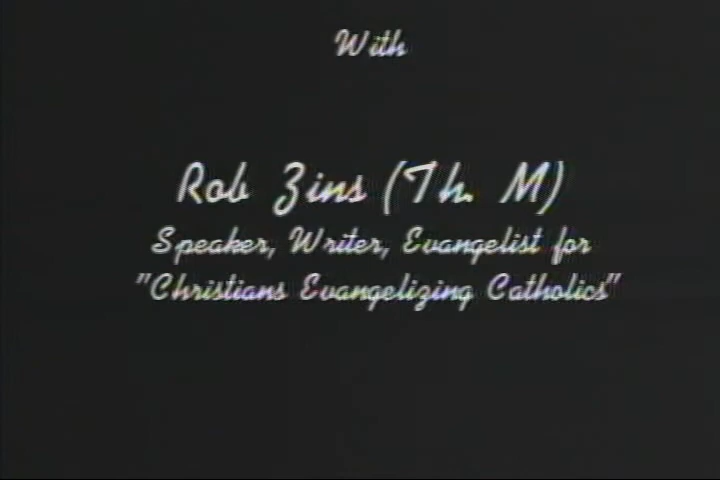 With
Rob Zins (Th. M)
Speaker, Writer, Evangelist for
"Christians Evangelizing Catholics"